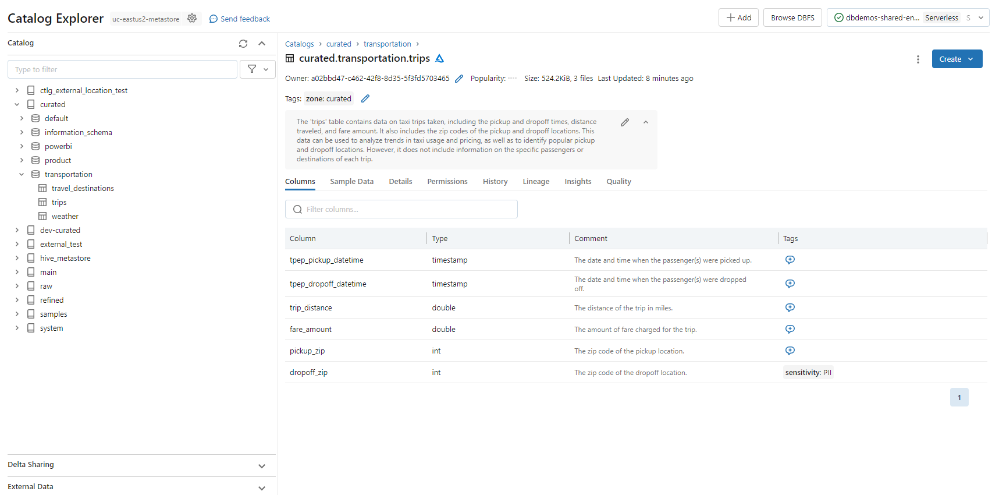 Catalog Explorer
uc-eastus2-metastore
Send feedback
Add
Browse DBFS
dbdemos-shared-en... Serverless S
Catalog
Type to filter
ctlg_external_location_test
curated
default
information_schema
powerbi
product
transportation
travel_destinations
trips
weather
dev-curated
external_test
hive_metastore
main
raw
refined
samples
system
Delta Sharing
External Data
Catalogs > curated > transportation >
curated.transportation.trips
Create
Owner: a02bbd47-c462-42f8-8d35-5f3fd5703465 Popularity: Size: 524.2KiB, 3 files Last Updated: 8 minutes ago
Tags: zone: curated
The 'trips' table contains data on taxi trips taken, including the pickup and dropoff times, distance
traveled, and fare amount. It also includes the zip codes of the pickup and dropoff locations. This
data can be used to analyze trends in taxi usage and pricing, as well as to identify popular pickup
and dropoff locations. However, it does not include information on the specific passengers or
destinations of each trip.
Columns Sample Data Details Permissions History Lineage Insights Quality
Filter columns...
Column Type Comment Tags
tpep_pickup_datetime timestamp The date and time when the passenger(s) were picked up.
tpep_dropoff_datetime timestamp The date and time when the passenger(s) were dropped
off.
trip_distance double The distance of the trip in miles.
fare_amount double The amount of fare charged for the trip.
pickup_zip int The zip code of the pickup location.
dropoff_zip int The zip code of the dropoff location. sensitivity: PII
1